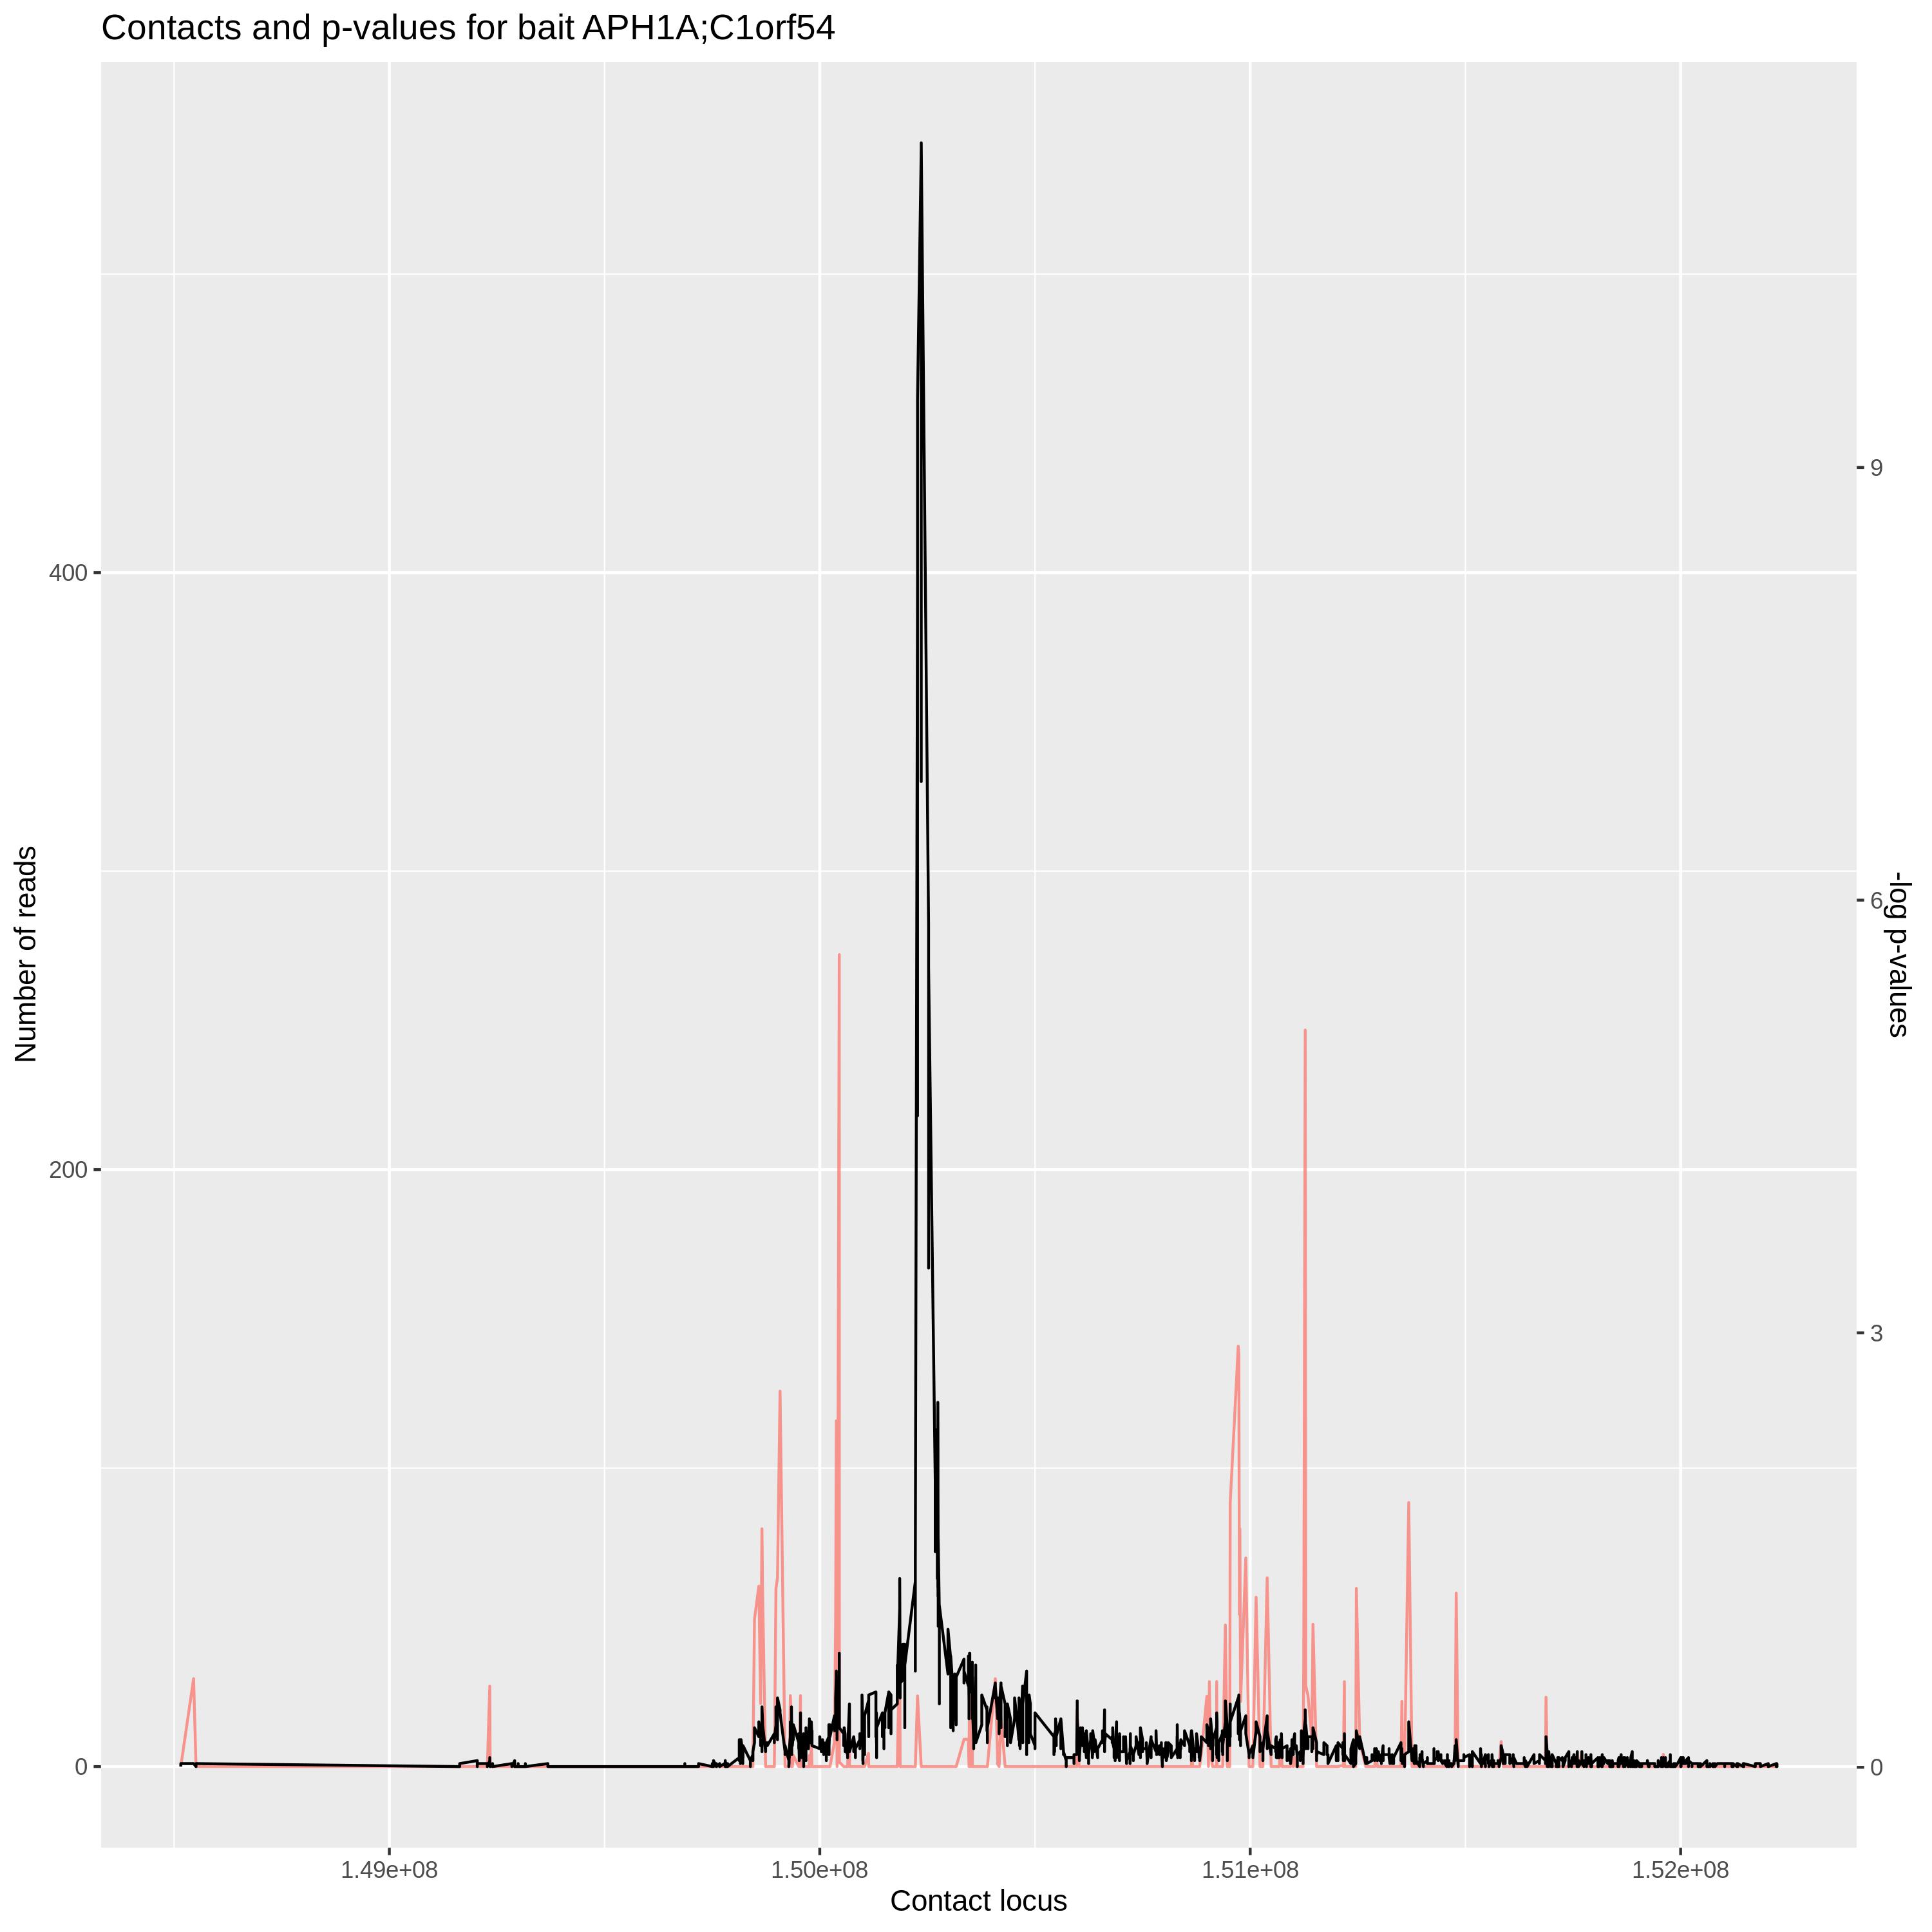 Contacts and p-values for bait APH1A;C1orf54
Number of reads
400
200
0
9
6
3
0
-log p-values
1.49e+08
1.50e+08
1.51e+08
1.52e+08
Contact locus